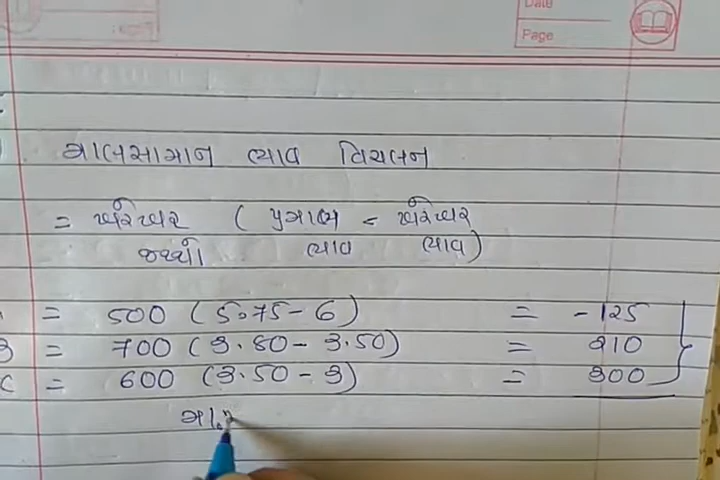 Date
Page
માલસામાન ભાવ વિચલન
= ખરેખર ( પ્રમાણ - ખરેખર
જથ્થો ભાવ ભાવ)
= 500 (5.75-6) = -125
B = 700 (3.80-3.50) = 210
C = 600 (3.50-3) = 300
મા.